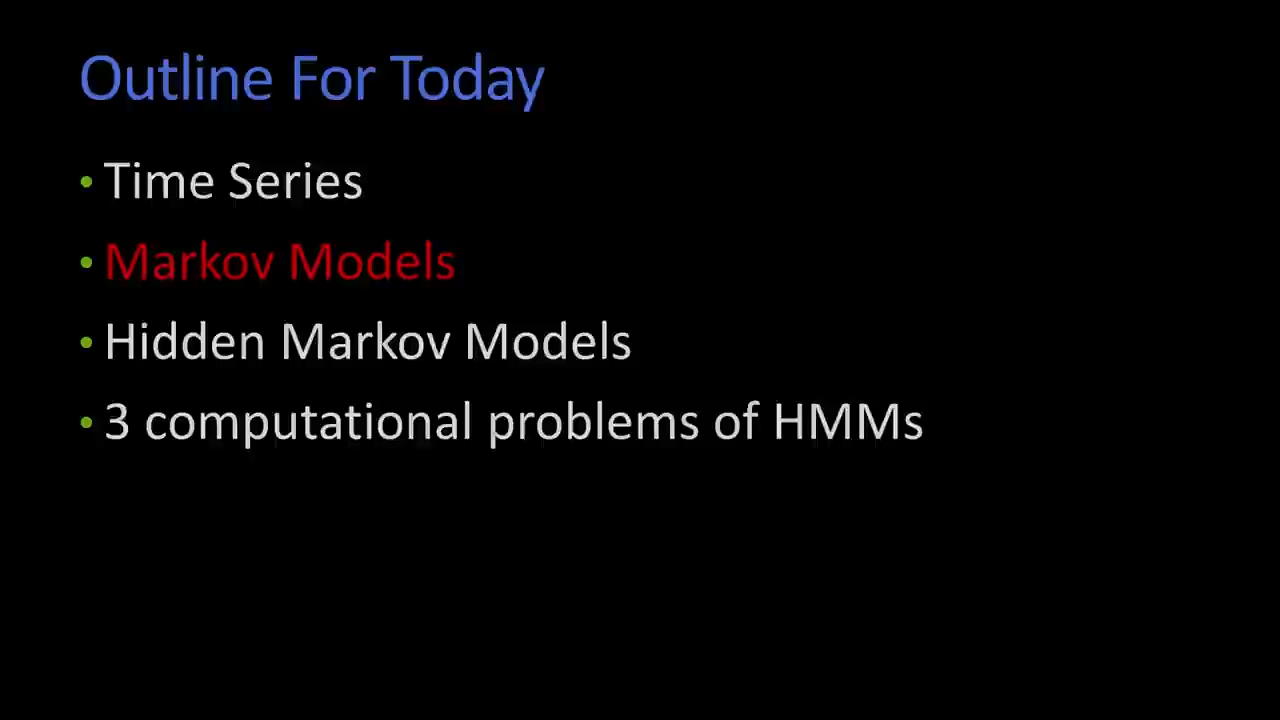 Outline For Today
• Time Series
• Markov Models
• Hidden Markov Models
• 3 computational problems of HMMs